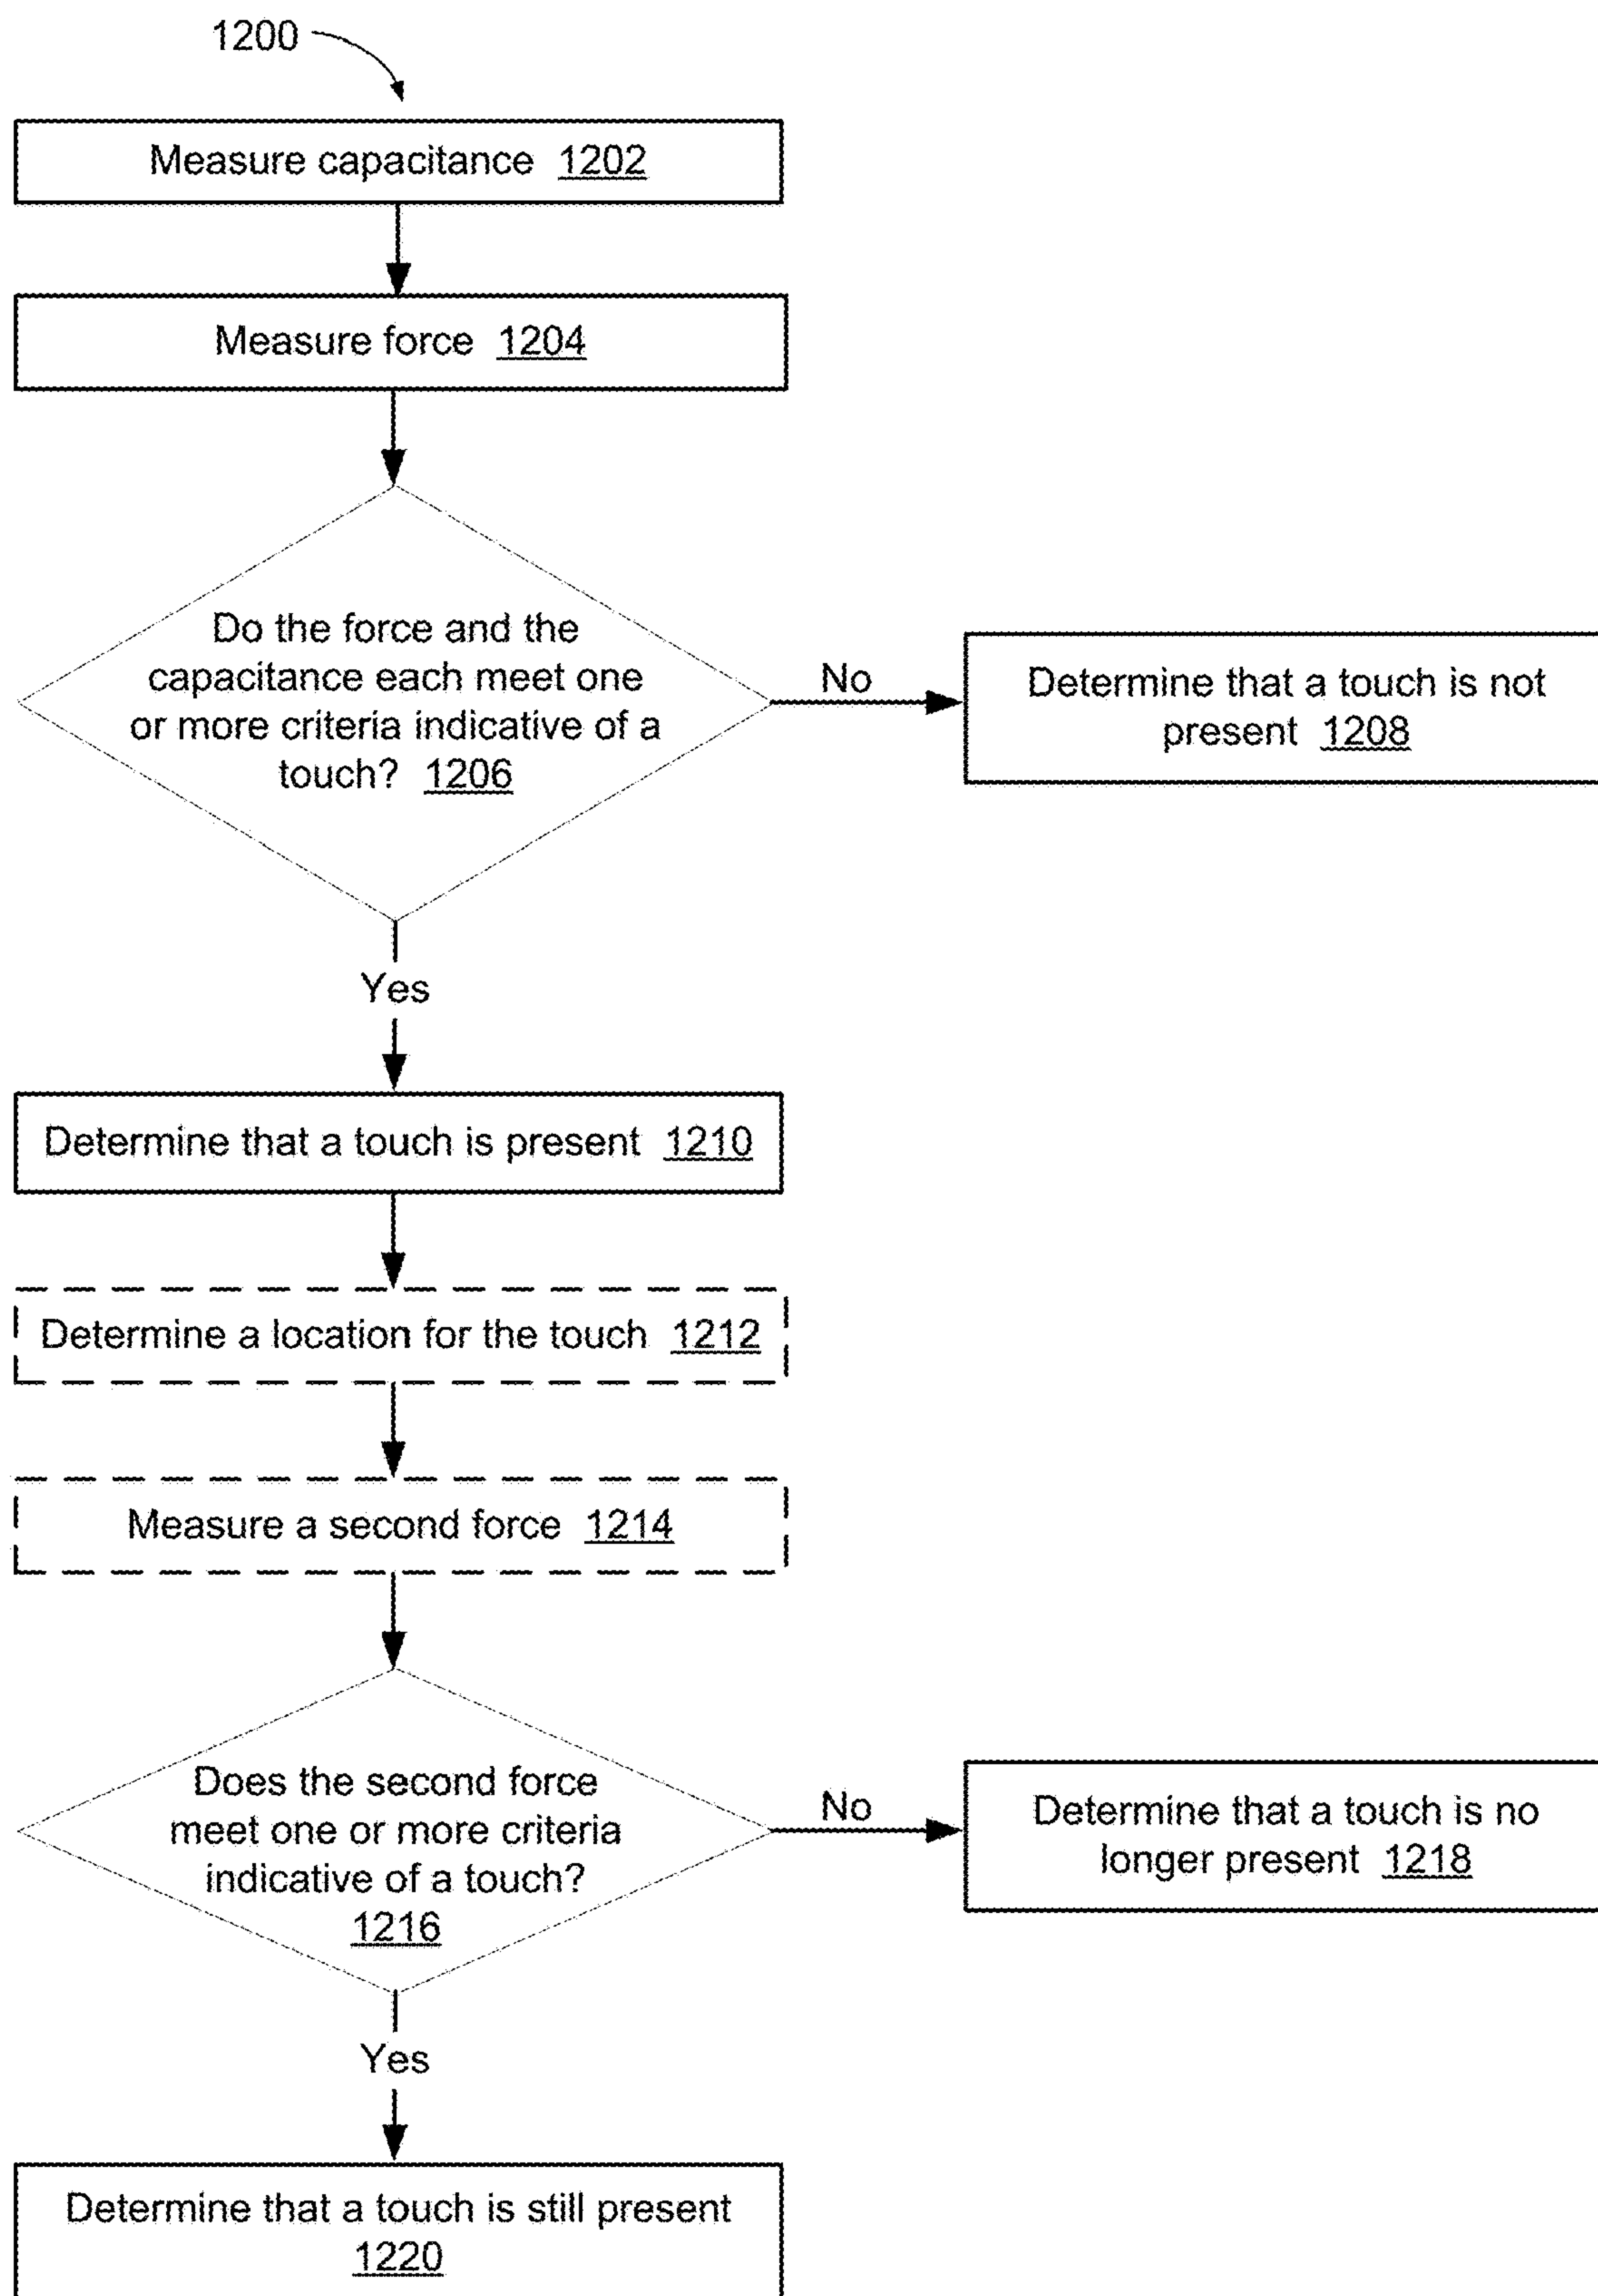 1200
Measure capacitance 1202
Measure force 1204
Do the force and the
capacitance each meet one
or more criteria indicative of a
touch? 1206
No
Determine that a touch is not
present 1208
Yes
Determine that a touch is present 1210
Determine a location for the touch 1212
Measure a second force 1214
Does the second force
meet one or more criteria
indicative of a touch?
1216
No
Determine that a touch is no
longer present 1218
Yes
Determine that a touch is still present
1220